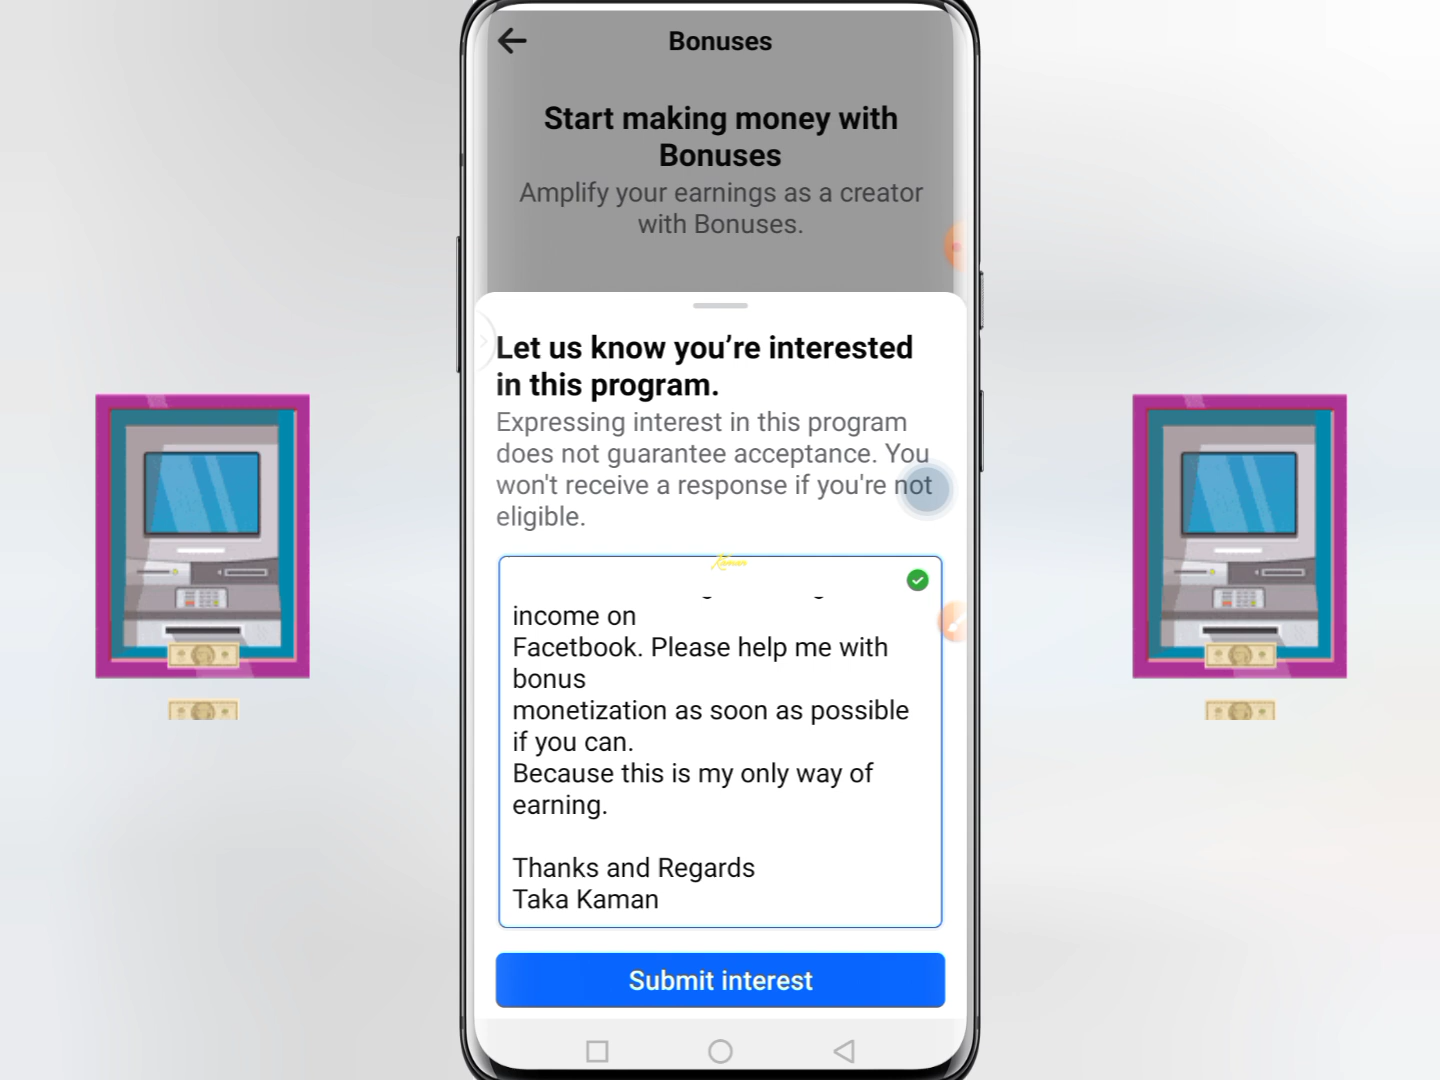 Bonuses
Start making money with
Bonuses
Amplify your earnings as a creator
with Bonuses.
Let us know you’re interested
in this program.
Expressing interest in this program
does not guarantee acceptance. You
won't receive a response if you're not
eligible.
Kaman
income on
Facetbook. Please help me with
bonus
monetization as soon as possible
if you can.
Because this is my only way of
earning.
Thanks and Regards
Taka Kaman
Submit interest